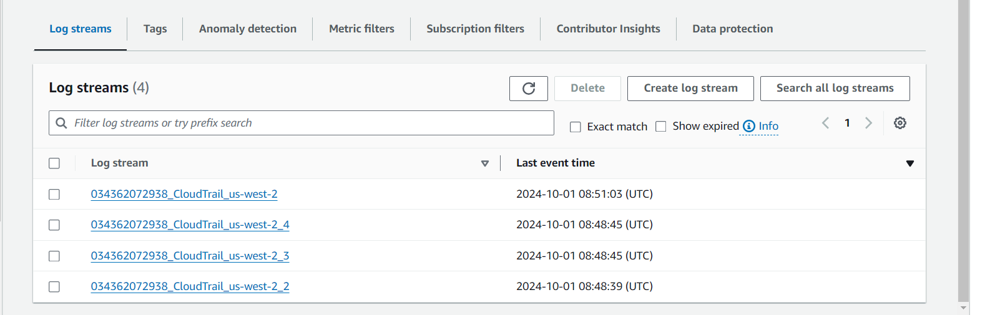 Log streams Tags Anomaly detection Metric filters Subscription filters Contributor Insights Data protection
Log streams (4) Delete Create log stream Search all log streams
Filter log streams or try prefix search Exact match Show expired Info 1
Log stream Last event time
034362072938_CloudTrail_us-west-2 2024-10-01 08:51:03 (UTC)
034362072938_CloudTrail_us-west-2_4 2024-10-01 08:48:45 (UTC)
034362072938_CloudTrail_us-west-2_3 2024-10-01 08:48:45 (UTC)
034362072938_CloudTrail_us-west-2_2 2024-10-01 08:48:39 (UTC)